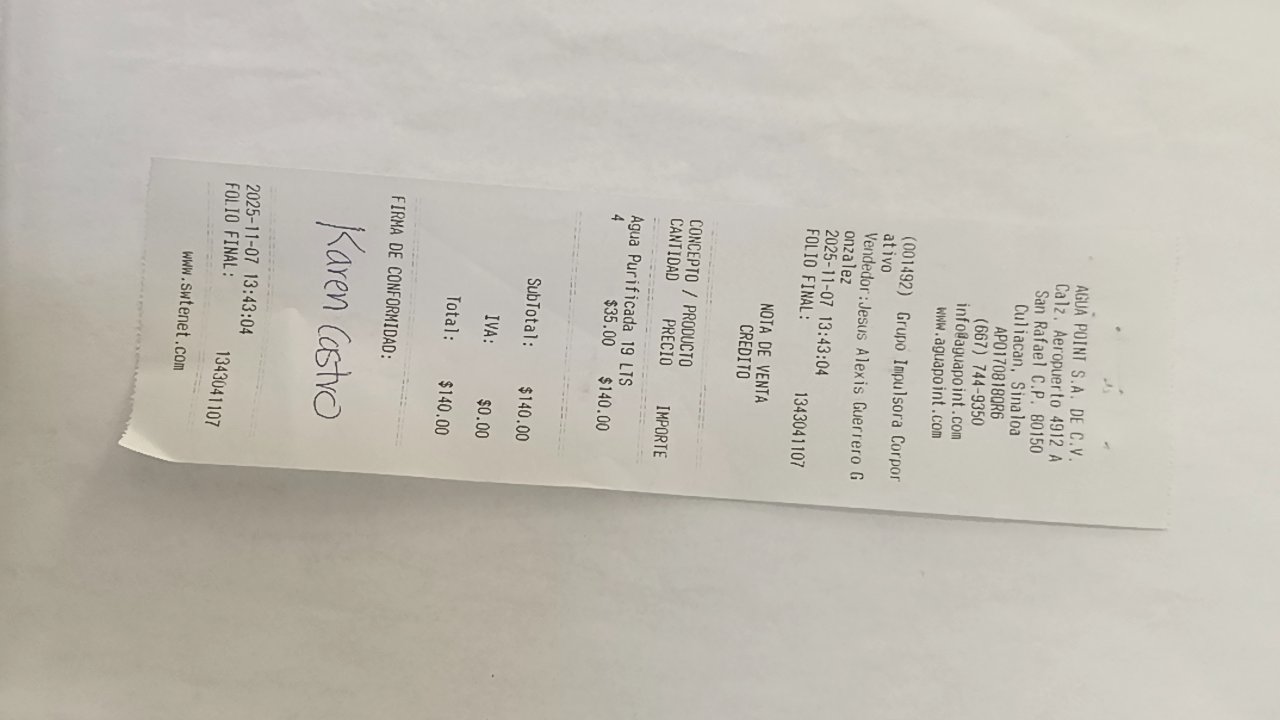 AGUA POINT S.A. DE C.V.
Calz. Aeropuerto 4912 A
San Rafael C.P. 80150
Culiacan, Sinaloa
APO170818QR6
(667) 744-9350
info@aguapoint.com
www.aguapoint.com
(001492) Grupo Impulsora Corpor
ativo
Vendedor:Jesus Alexis Guerrero G
onzalez
2025-11-07 13:43:04
FOLIO FINAL: 1343041107
NOTA DE VENTA
CREDITO
CONCEPTO / PRODUCTO
CANTIDAD PRECIO IMPORTE
Agua Purificada 19 LTS
4 $35.00 $140.00
SubTotal: $140.00
IVA: $0.00
Total: $140.00
FIRMA DE CONFORMIDAD:
Karen Castro
2025-11-07 13:43:04
FOLIO FINAL: 1343041107
www.swtenet.com